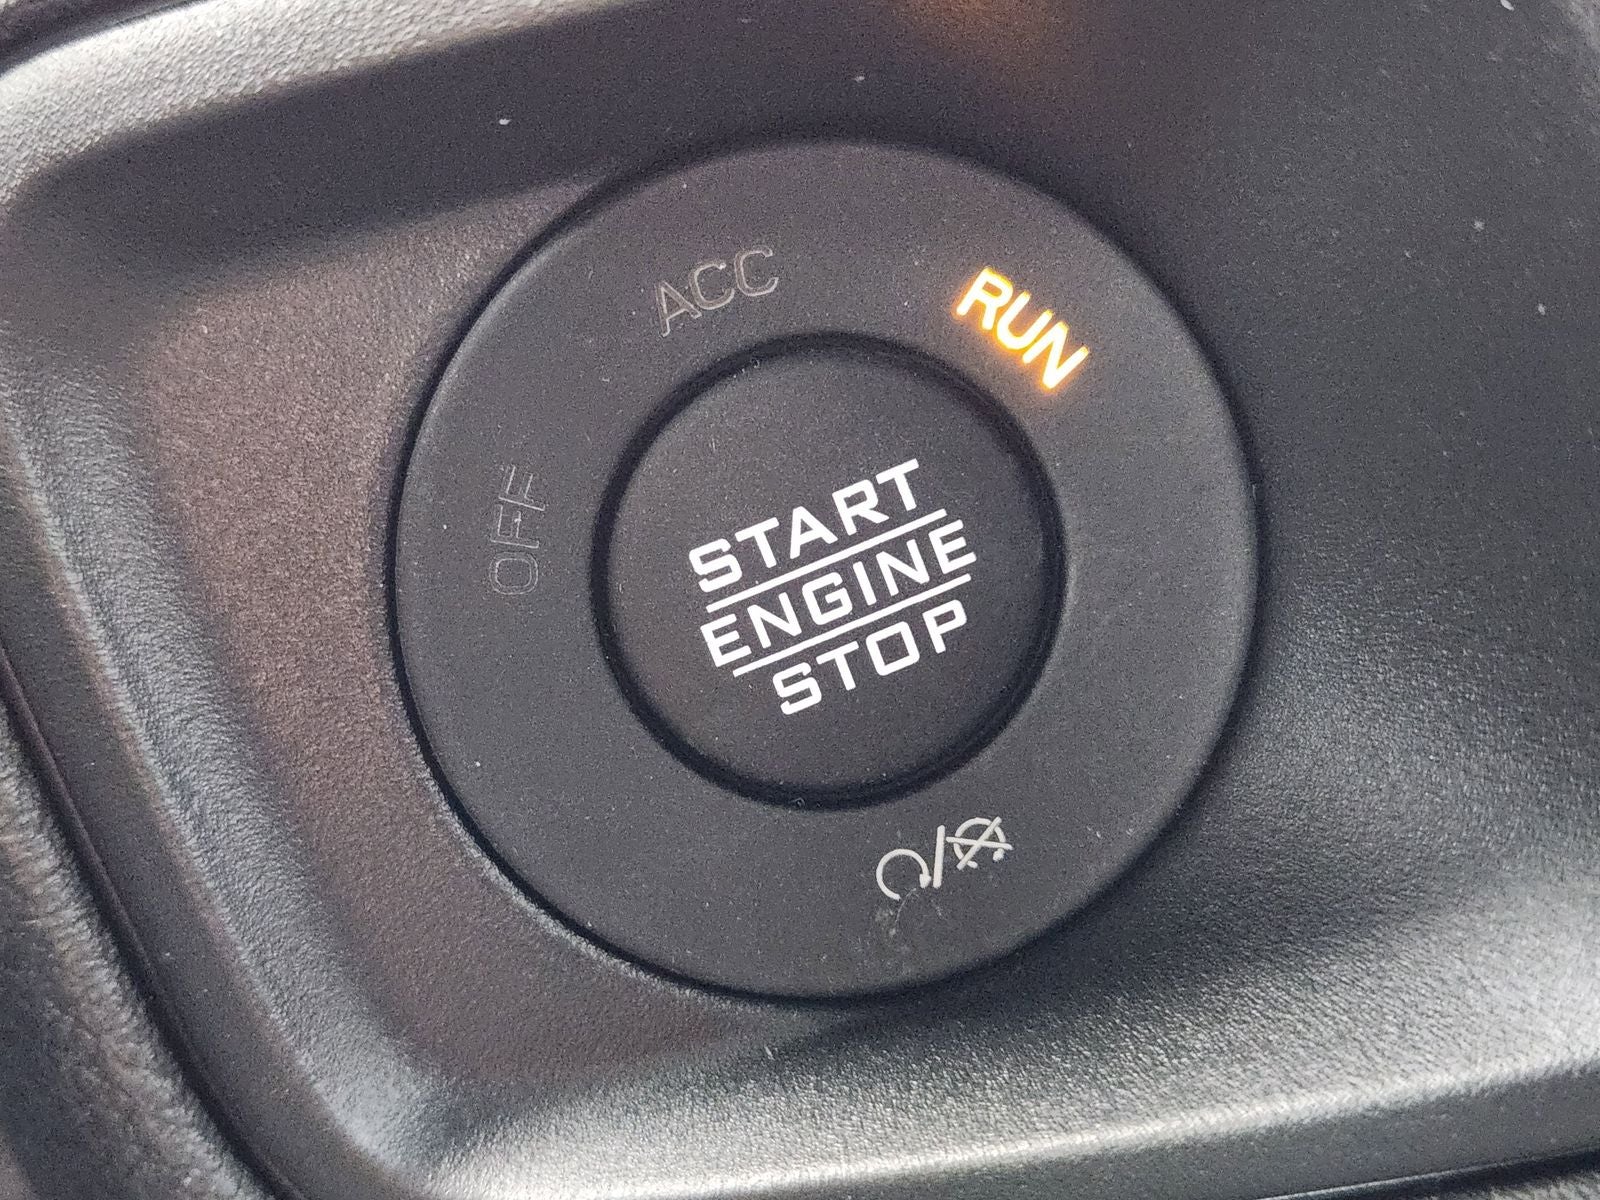 ACC
RUN
OFF
START
ENGINE
STOP